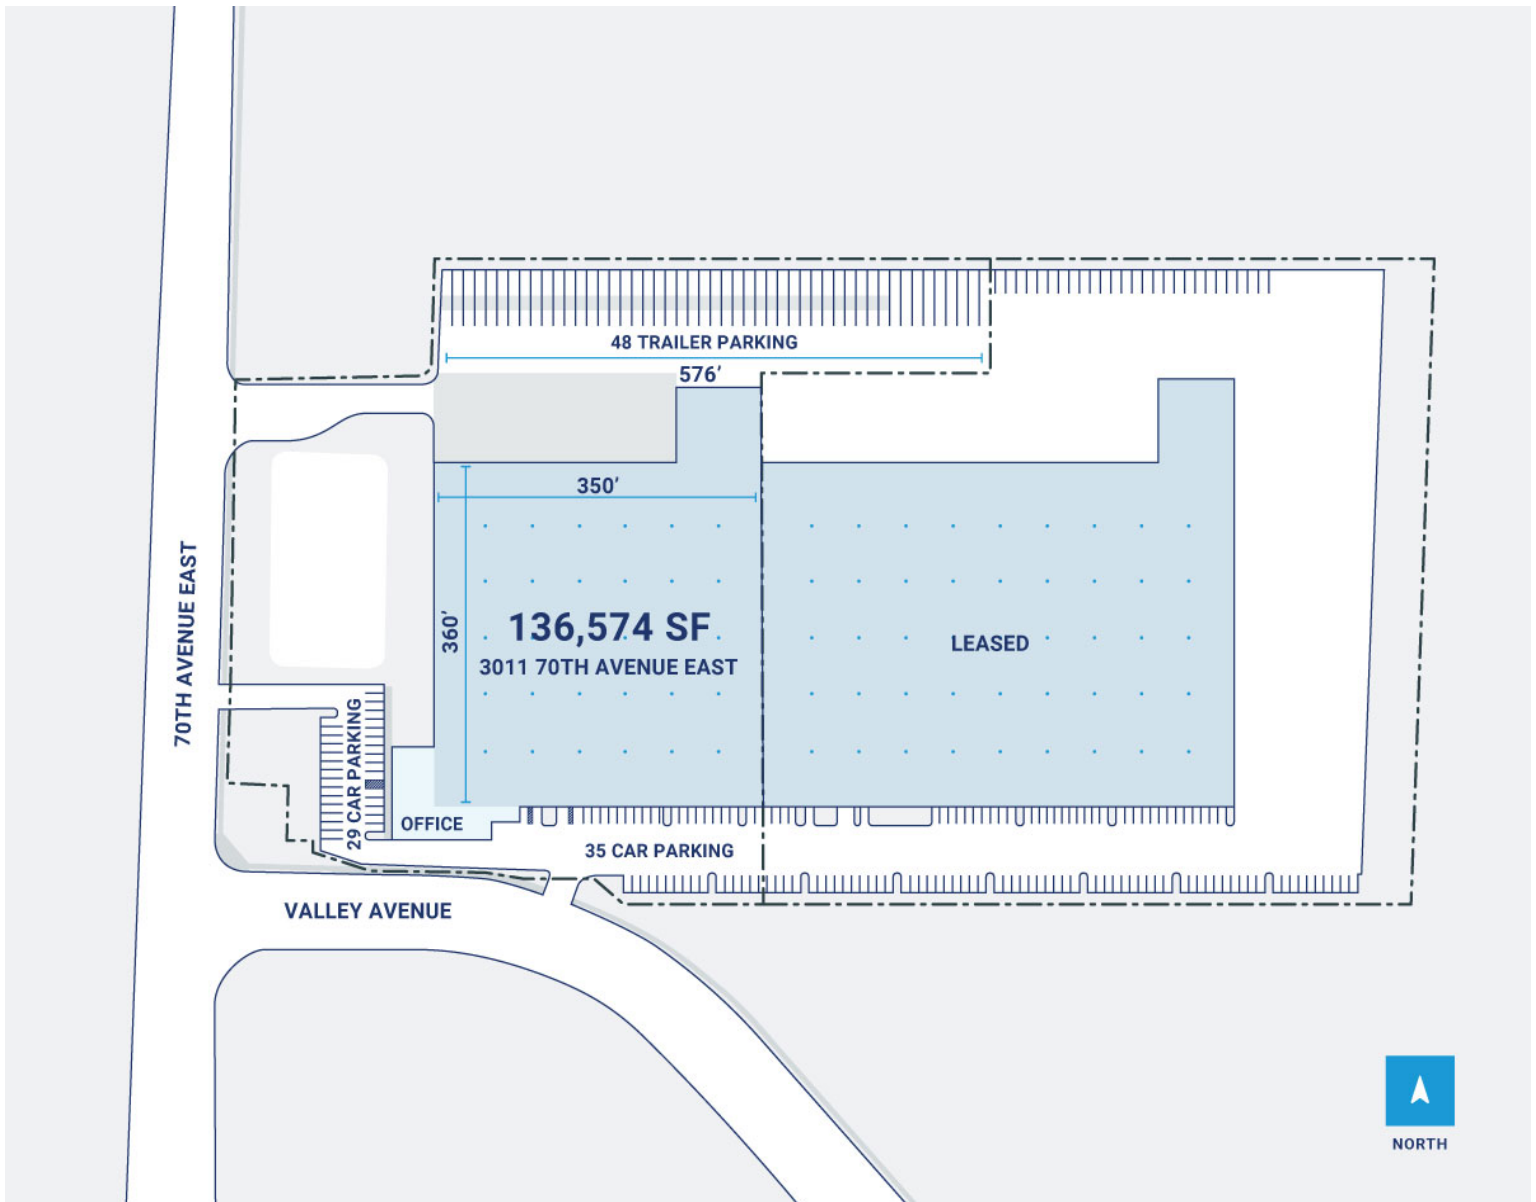 48 TRAILER PARKING
576’
350’
360’
136,574 SF
3011 70TH AVENUE EAST
LEASED
70TH AVENUE EAST
29 CAR PARKING
OFFICE
35 CAR PARKING
VALLEY AVENUE
NORTH